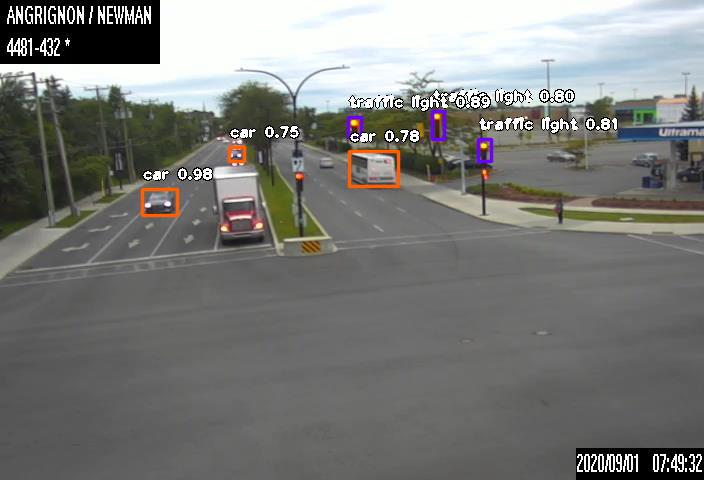 ANGRIGNON / NEWMAN
4481-432 *
traffic light 0.80
traffic light 0.89
traffic light 0.81
car 0.75
car 0.78
car 0.98
Ultrama
2020/09/01 07:49:32